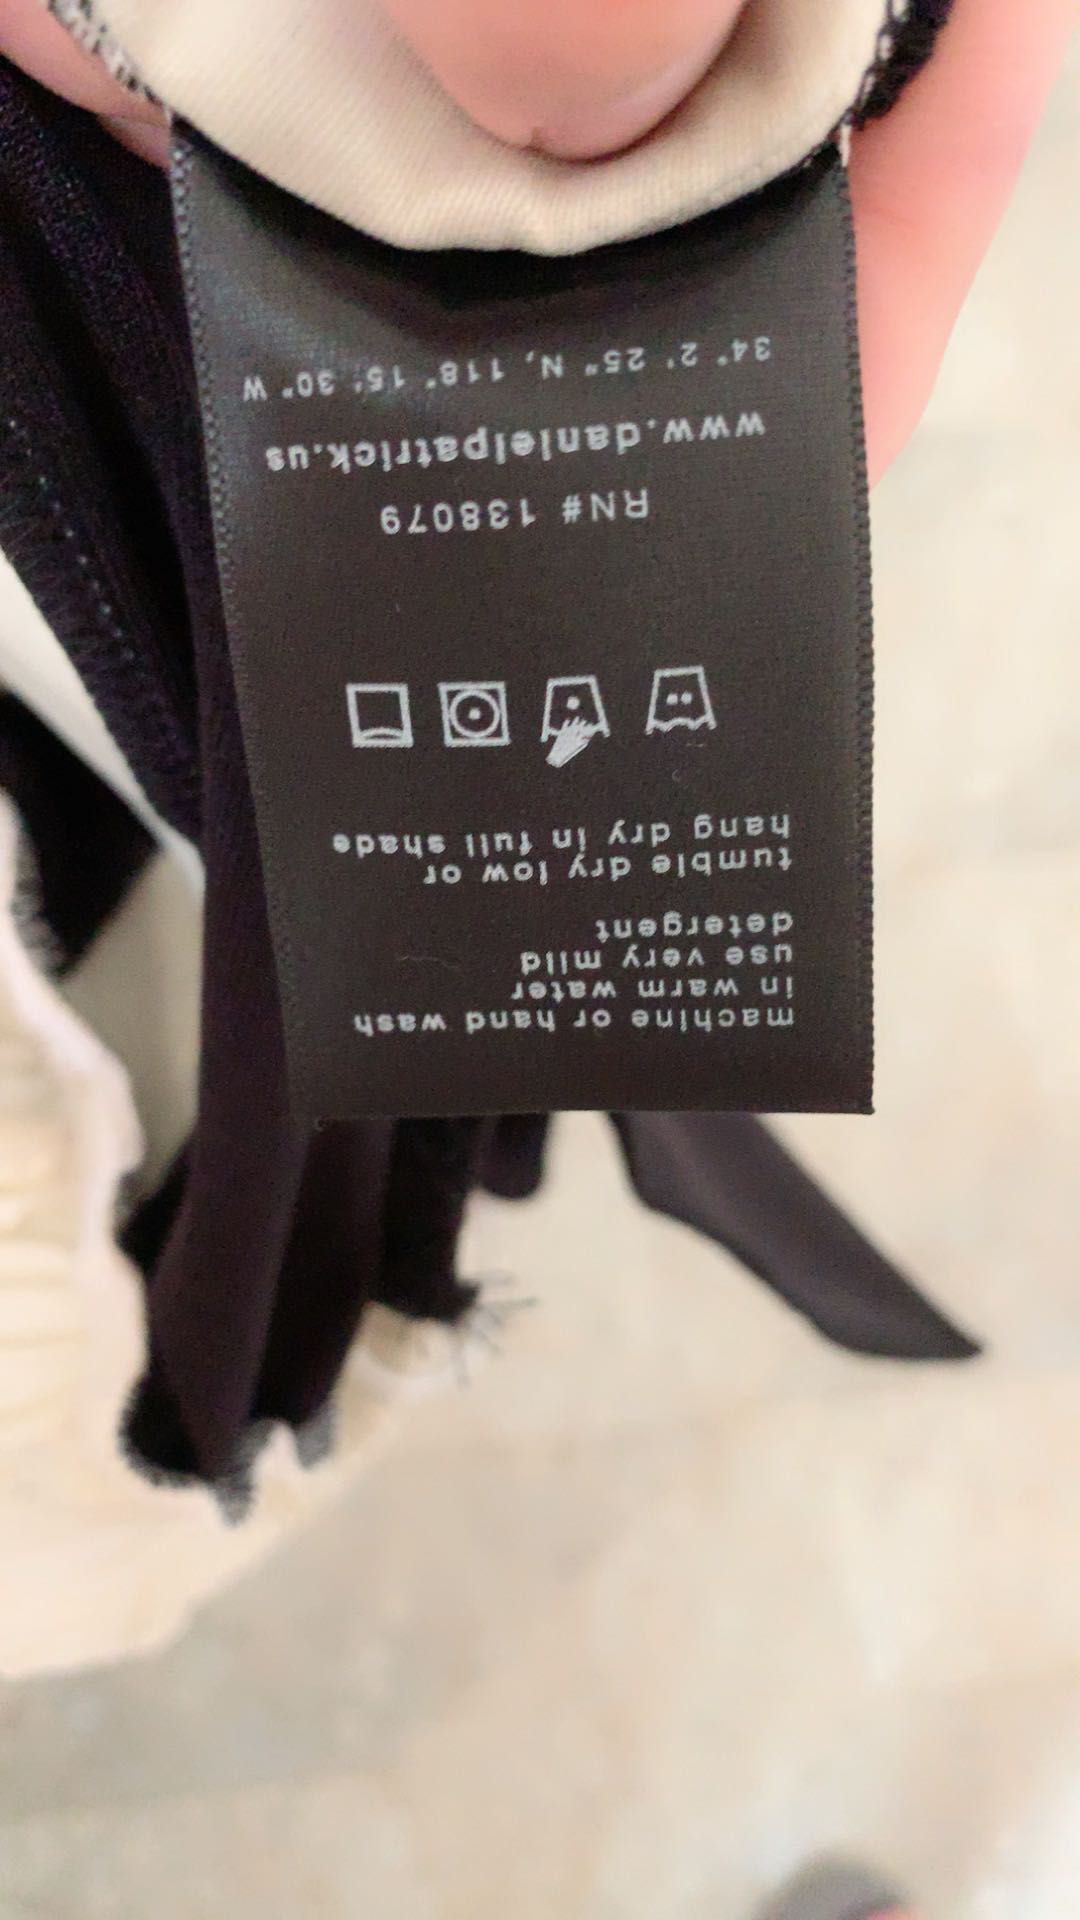 machine or hand wash
in warm water
use very mild
detergent
tumble dry low or
hang dry in full shade
RN# 138079
www.danielpatrick.us
34° 2' 25" N, 118° 15' 30" W